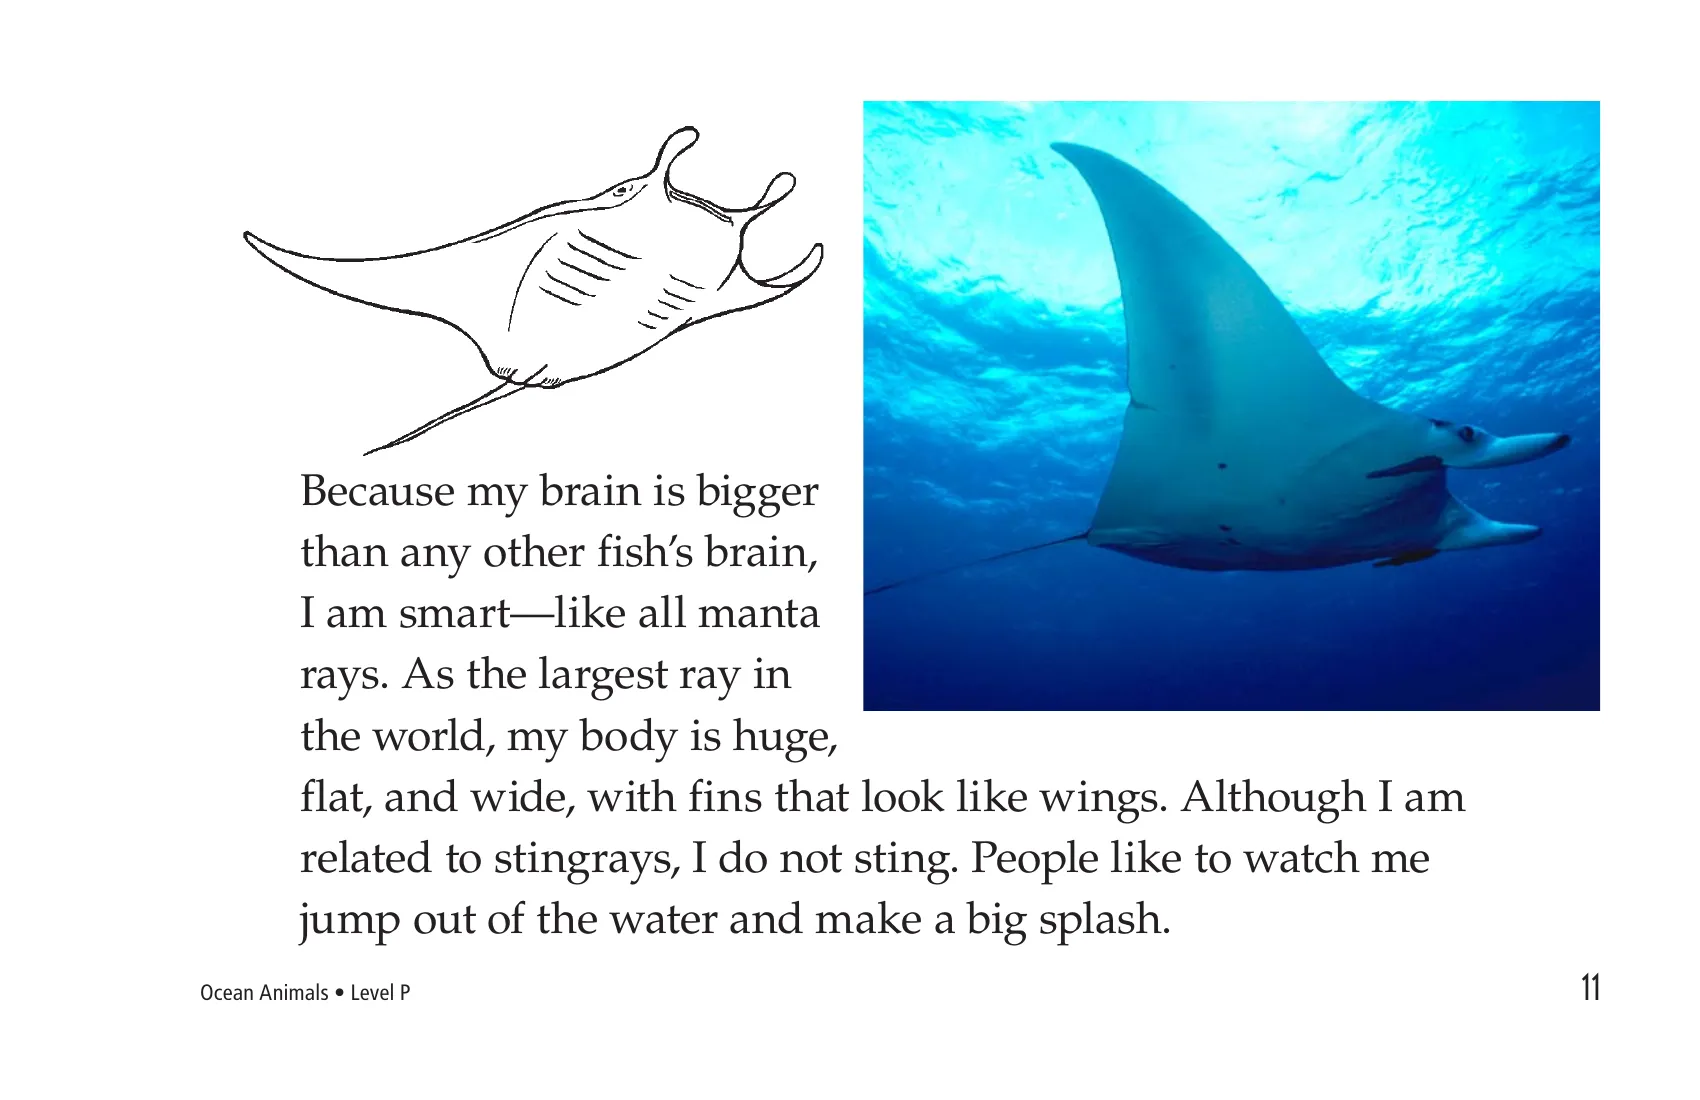 Because my brain is bigger
than any other fish’s brain,
I am smart—like all manta
rays. As the largest ray in
the world, my body is huge,
flat, and wide, with fins that look like wings. Although I am
related to stingrays, I do not sting. People like to watch me
jump out of the water and make a big splash.
Ocean Animals • Level P
11